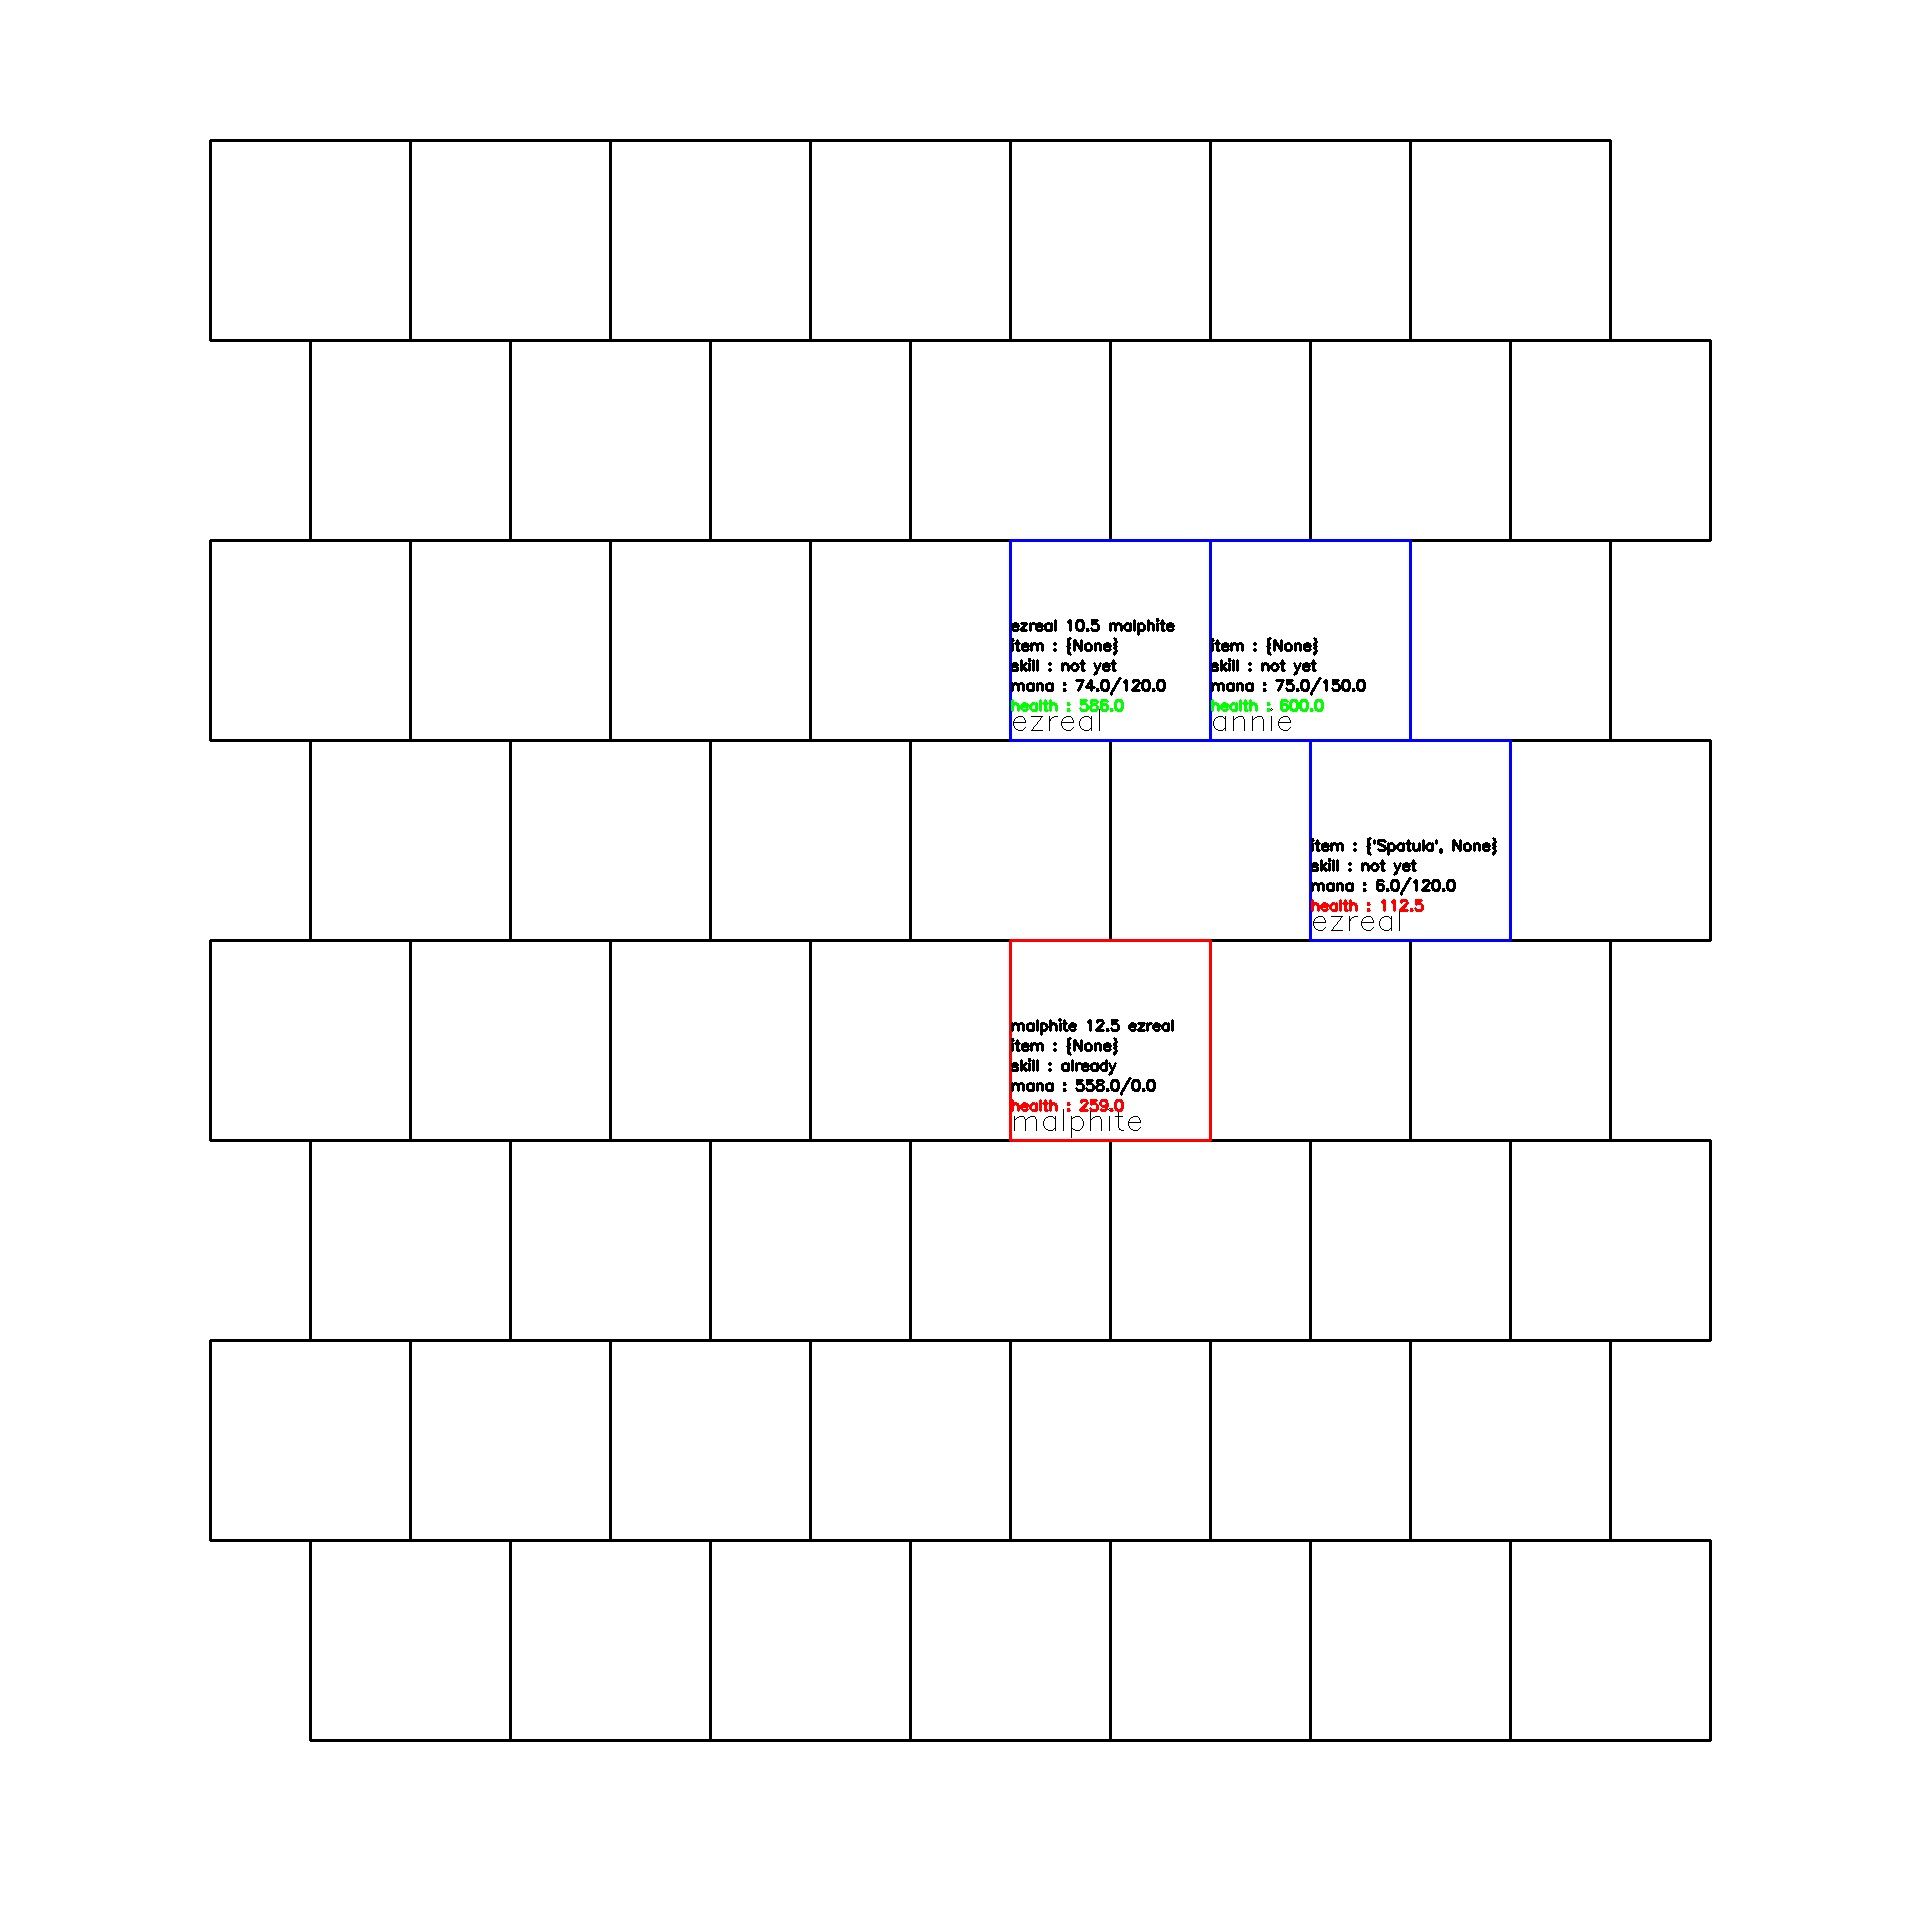 ezreal 10.5 malphite
item : {None}
skill : not yet
mana : 74.0/120.0
health : 586.0
ezreal
item : {None}
skill : not yet
mana : 75.0/150.0
health : 600.0
annie
item : {'Spatula', None}
skill : not yet
mana : 6.0/120.0
health : 112.5
ezreal
malphite 12.5 ezreal
item : {None}
skill : already
mana : 558.0/0.0
health : 259.0
malphite